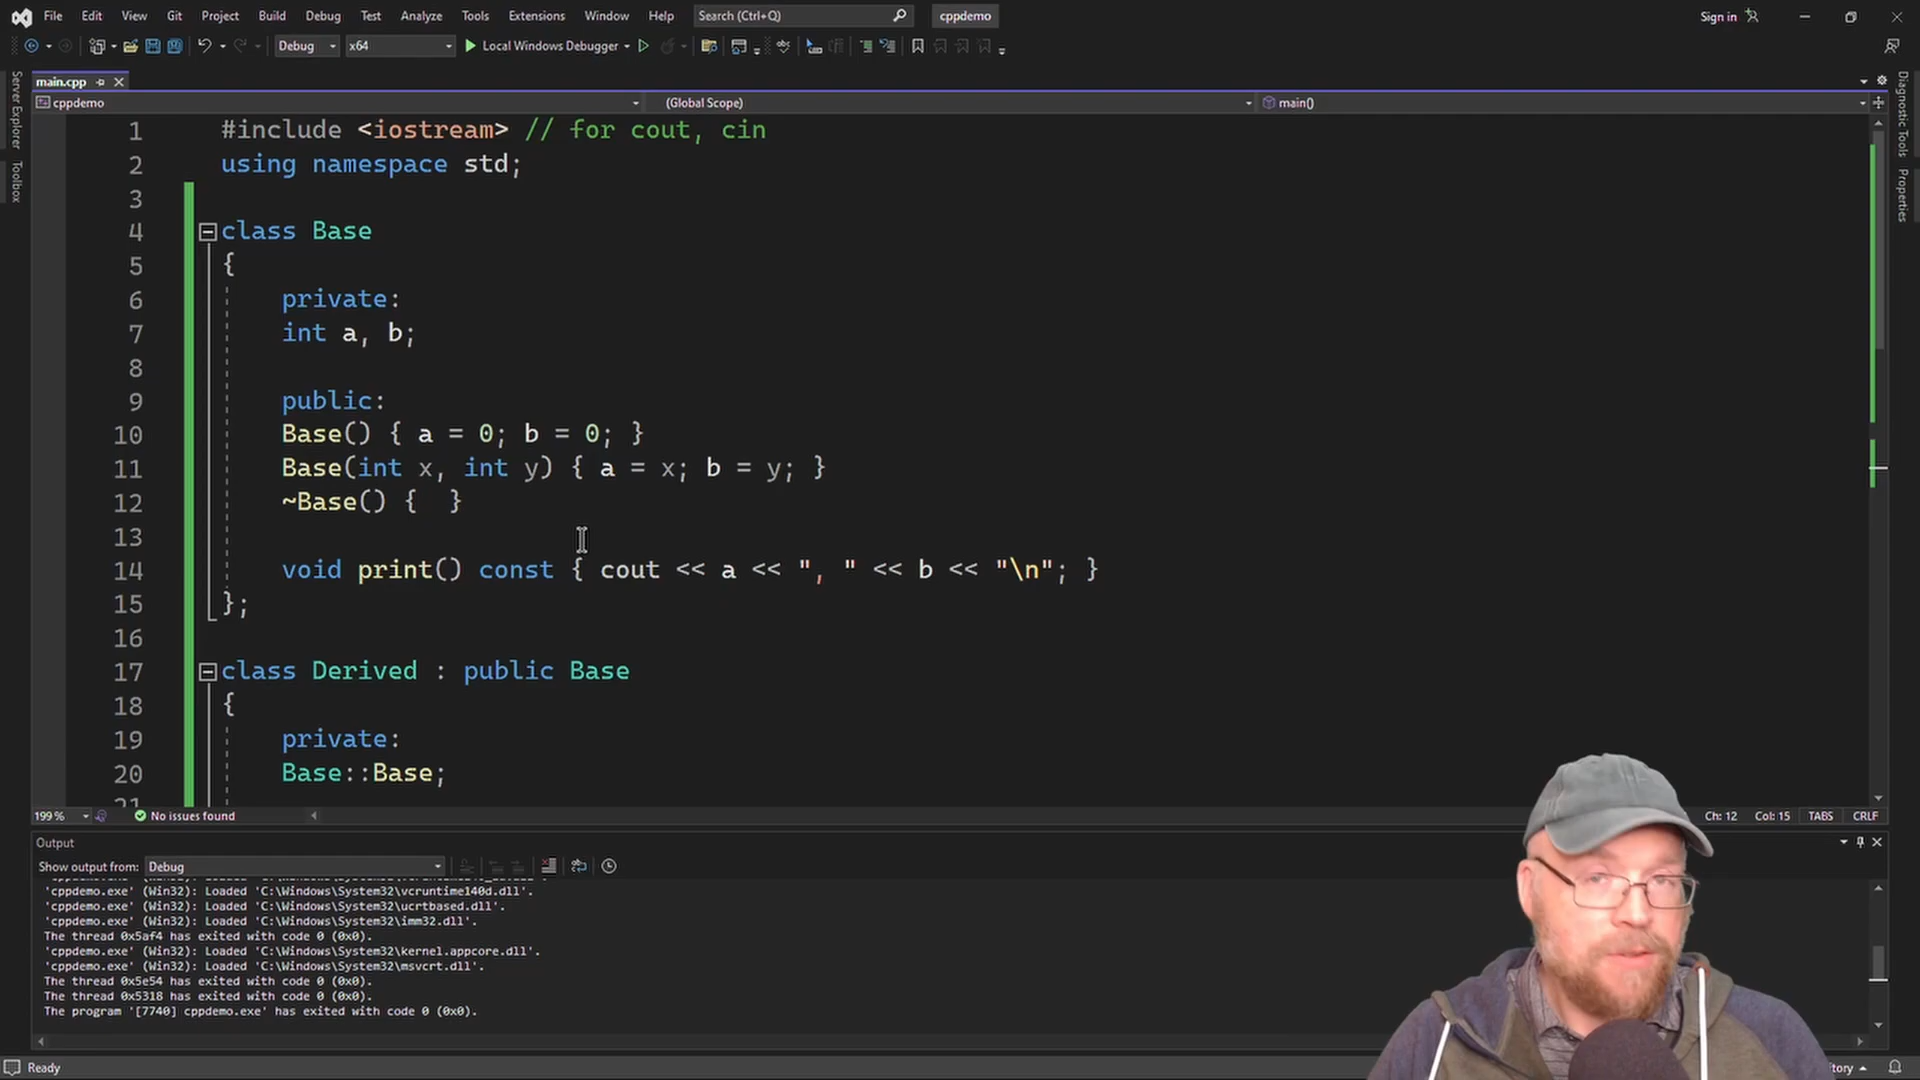 File Edit View Git Project Build Debug Test Analyze Tools Extensions Window Help Search (Ctrl+Q) cppdemo Sign in
Debug x64 Local Windows Debugger
main.cpp
cppdemo (Global Scope) main()
Server Explorer
Toolbox
Diagnostic Tools
Properties
1 #include <iostream> // for cout, cin
2 using namespace std;
3
4 class Base
5 {
6 private:
7 int a, b;
8
9 public:
10 Base() { a = 0; b = 0; }
11 Base(int x, int y) { a = x; b = y; }
12 ~Base() {  }
13
14 void print() const { cout << a << ", " << b << "\n"; }
15 };
16
17 class Derived : public Base
18 {
19 private:
20 Base::Base;
21
199 % No issues found Ch: 12 Col: 15 TABS CRLF
Output
Show output from: Debug
'cppdemo.exe' (Win32): Loaded 'C:\Windows\System32\vcruntime140d.dll'.
'cppdemo.exe' (Win32): Loaded 'C:\Windows\System32\ucrtbased.dll'.
'cppdemo.exe' (Win32): Loaded 'C:\Windows\System32\imm32.dll'.
The thread 0x5af4 has exited with code 0 (0x0).
'cppdemo.exe' (Win32): Loaded 'C:\Windows\System32\kernel.appcore.dll'.
'cppdemo.exe' (Win32): Loaded 'C:\Windows\System32\msvcrt.dll'.
The thread 0x5e54 has exited with code 0 (0x0).
The thread 0x5318 has exited with code 0 (0x0).
The program '[7740] cppdemo.exe' has exited with code 0 (0x0).
Ready